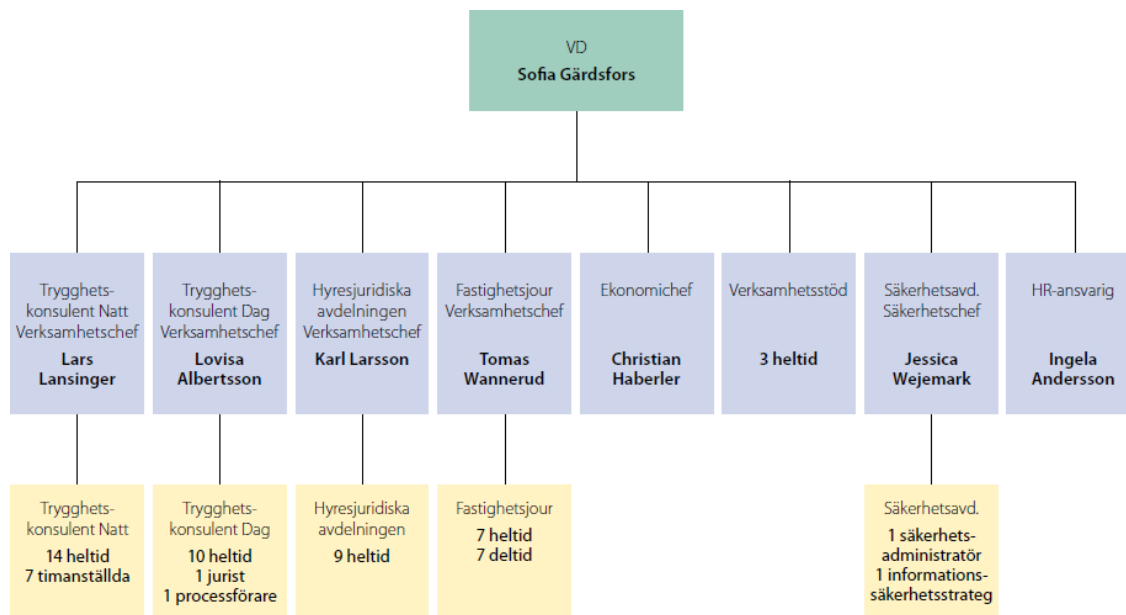 VD
Sofia Gärdsfors
Trygghets-
konsulent Natt
Verksamhetschef
Lars
Lansinger
Trygghets-
konsulent Dag
Verksamhetschef
Lovisa
Albertsson
Hyresjuridiska
avdelningen
Verksamhetschef
Karl Larsson
Fastighetsjour
Verksamhetschef
Tomas
Wannerud
Ekonomichef
Christian
Haberler
Verksamhetsstöd
3 heltid
Säkerhetsavd.
Säkerhetschef
Jessica
Wejemark
HR-ansvarig
Ingela
Andersson
Trygghets-
konsulent Natt
14 heltid
7 timanställda
Trygghets-
konsulent Dag
10 heltid
1 jurist
1 processförare
Hyresjuridiska
avdelningen
9 heltid
Fastighetsjour
7 heltid
7 deltid
Säkerhetsavd.
1 säkerhets-
administratör
1 informations-
säkerhetsstrateg